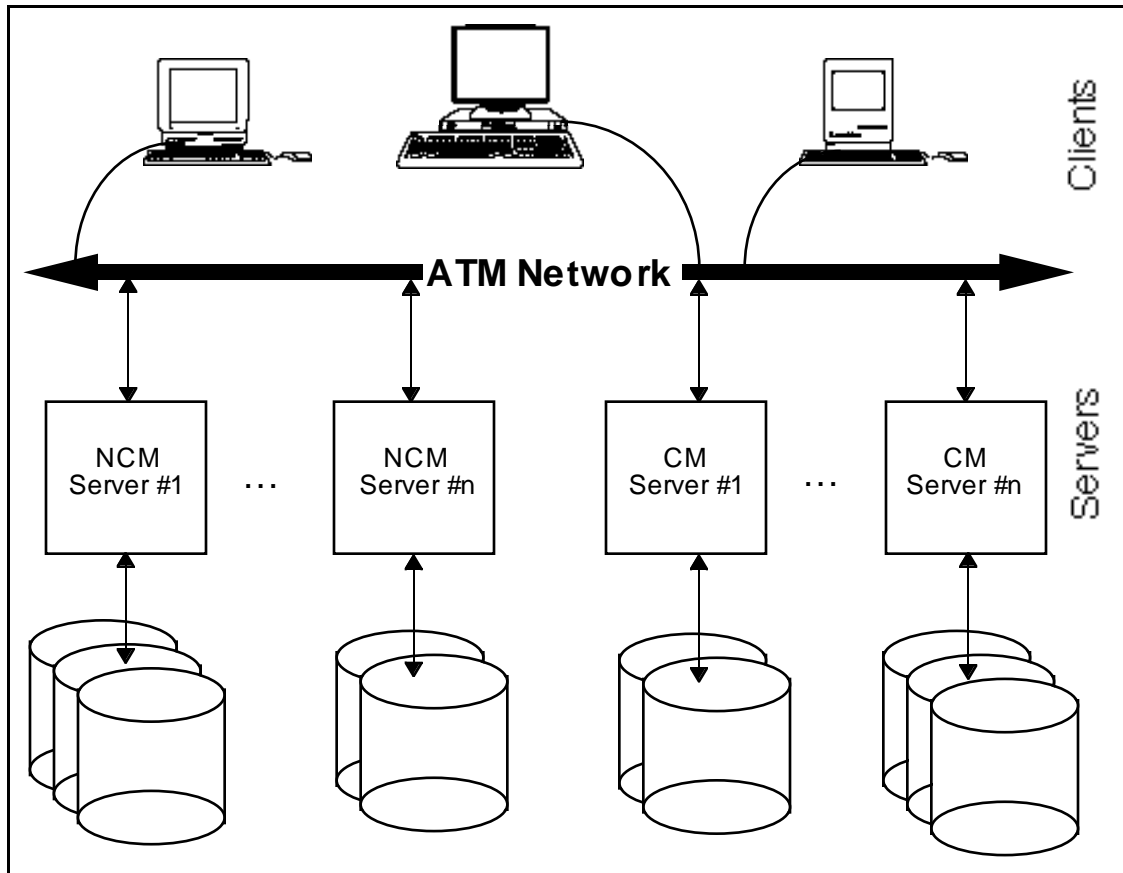 Clients
ATM Network
NCM
Server #1
...
NCM
Server #n
CM
Server #1
...
CM
Server #n
Servers